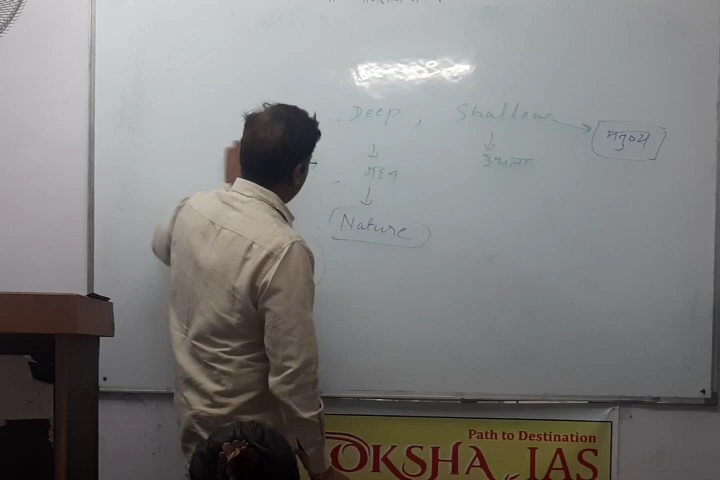 Deep, Shallow
मनुष्य
गहन
उथला
Nature
Path to Destination
OKSHA IAS